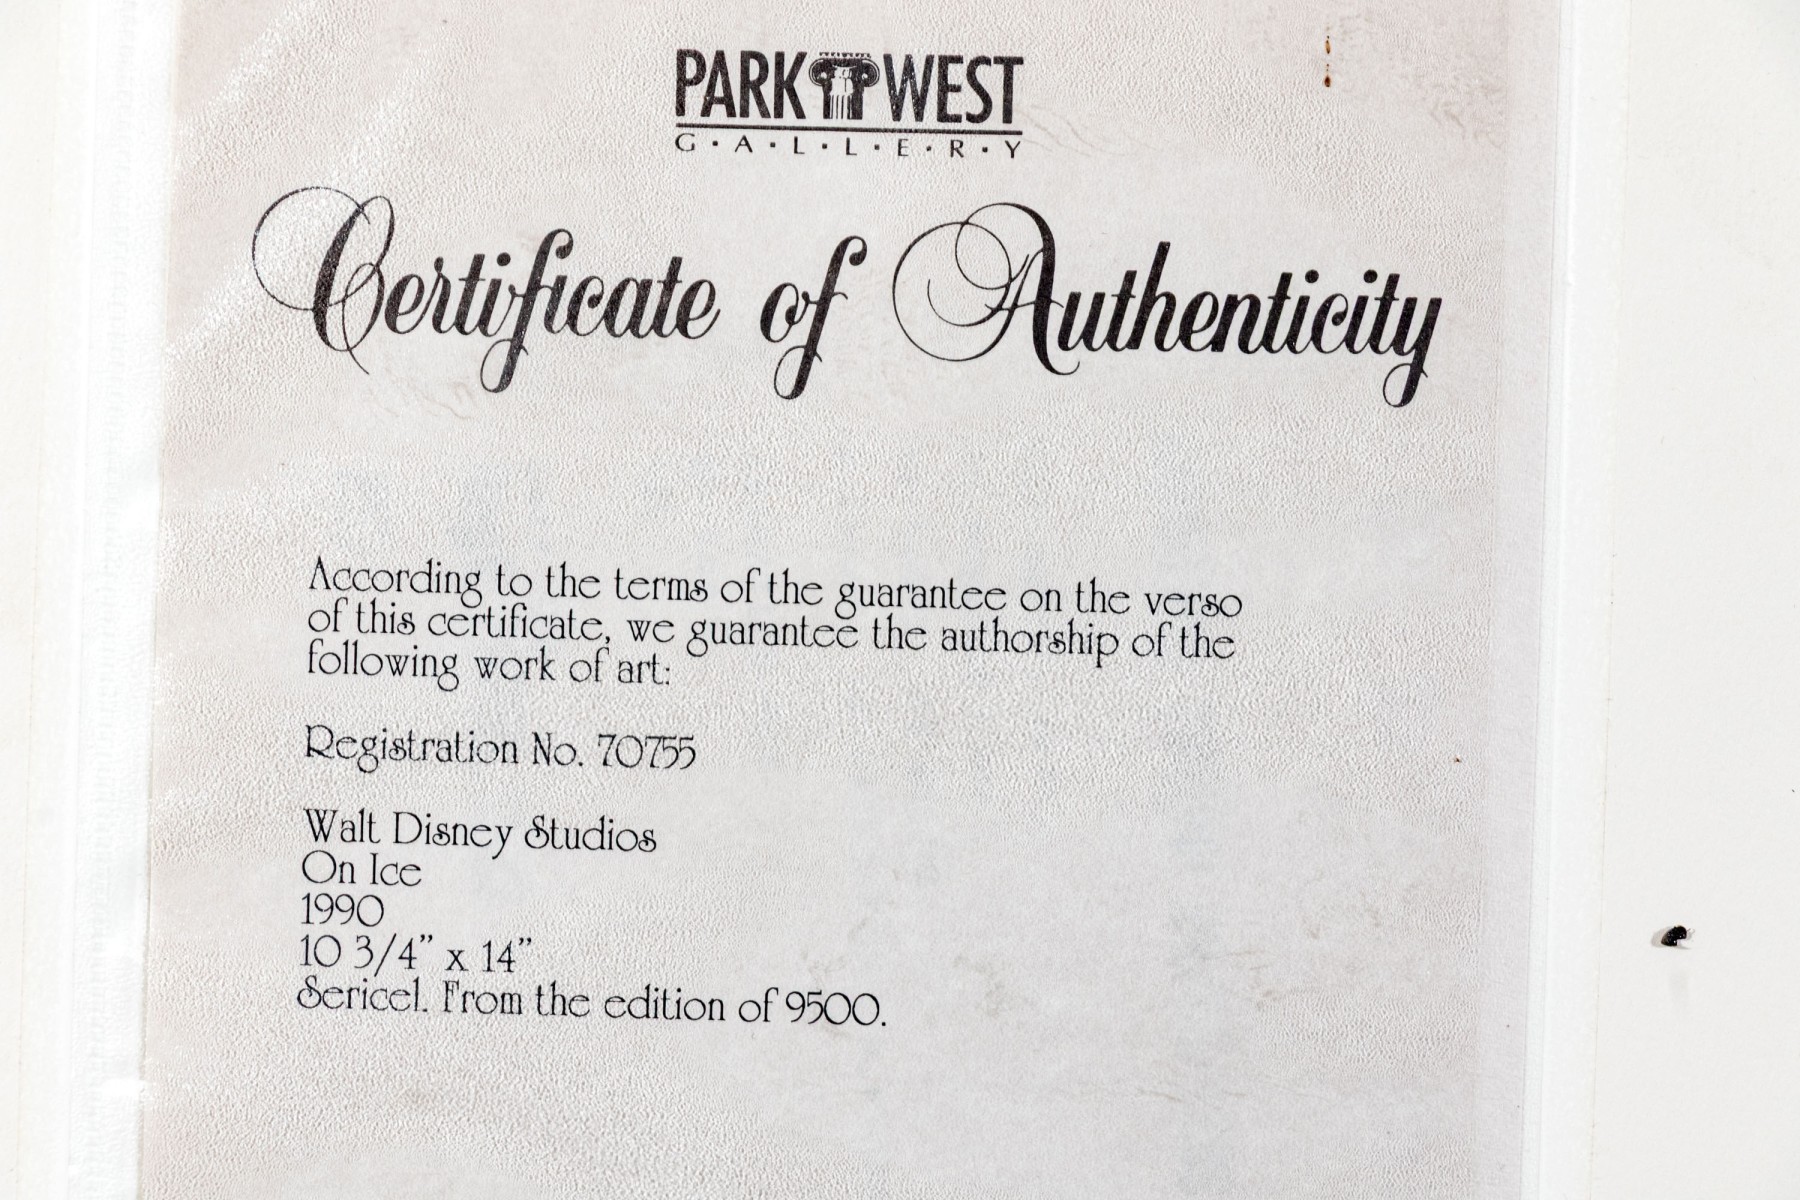 PARK WEST
G·A·L·L·E·R·Y
Certificate of Authenticity
According to the terms of the guarantee on the verso
of this certificate, we guarantee the authorship of the
following work of art:
Registration No. 70755
Walt Disney Studios
On Ice
1990
10 3/4" x 14"
Sericel. From the edition of 9500.